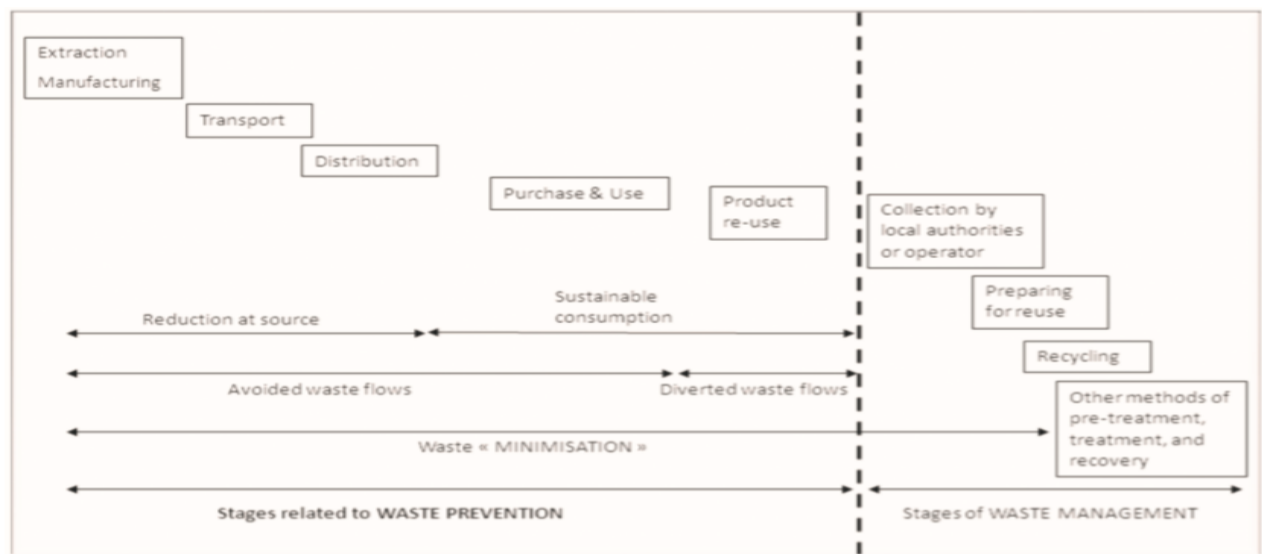 Extraction
Manufacturing
Transport
Distribution
Purchase & Use
Product
re-use
Collection by
local authorities
or operator
Preparing
for reuse
Recycling
Other methods of
pre-treatment,
treatment, and
recovery
Reduction at source
Sustainable
consumption
Avoided waste flows
Diverted waste flows
Waste « MINIMISATION »
Stages related to WASTE PREVENTION
Stages of WASTE MANAGEMENT